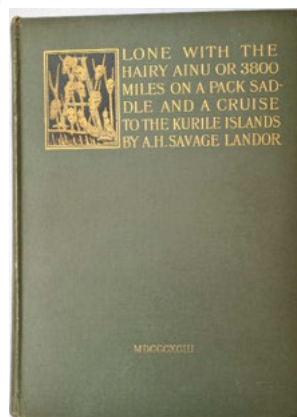 ALONE WITH THE
HAIRY AINU OR 3800
MILES ON A PACK SAD-
DLE AND A CRUISE
TO THE KURILE ISLANDS
BY A.H. SAVAGE LANDOR
MDCCCXCIII